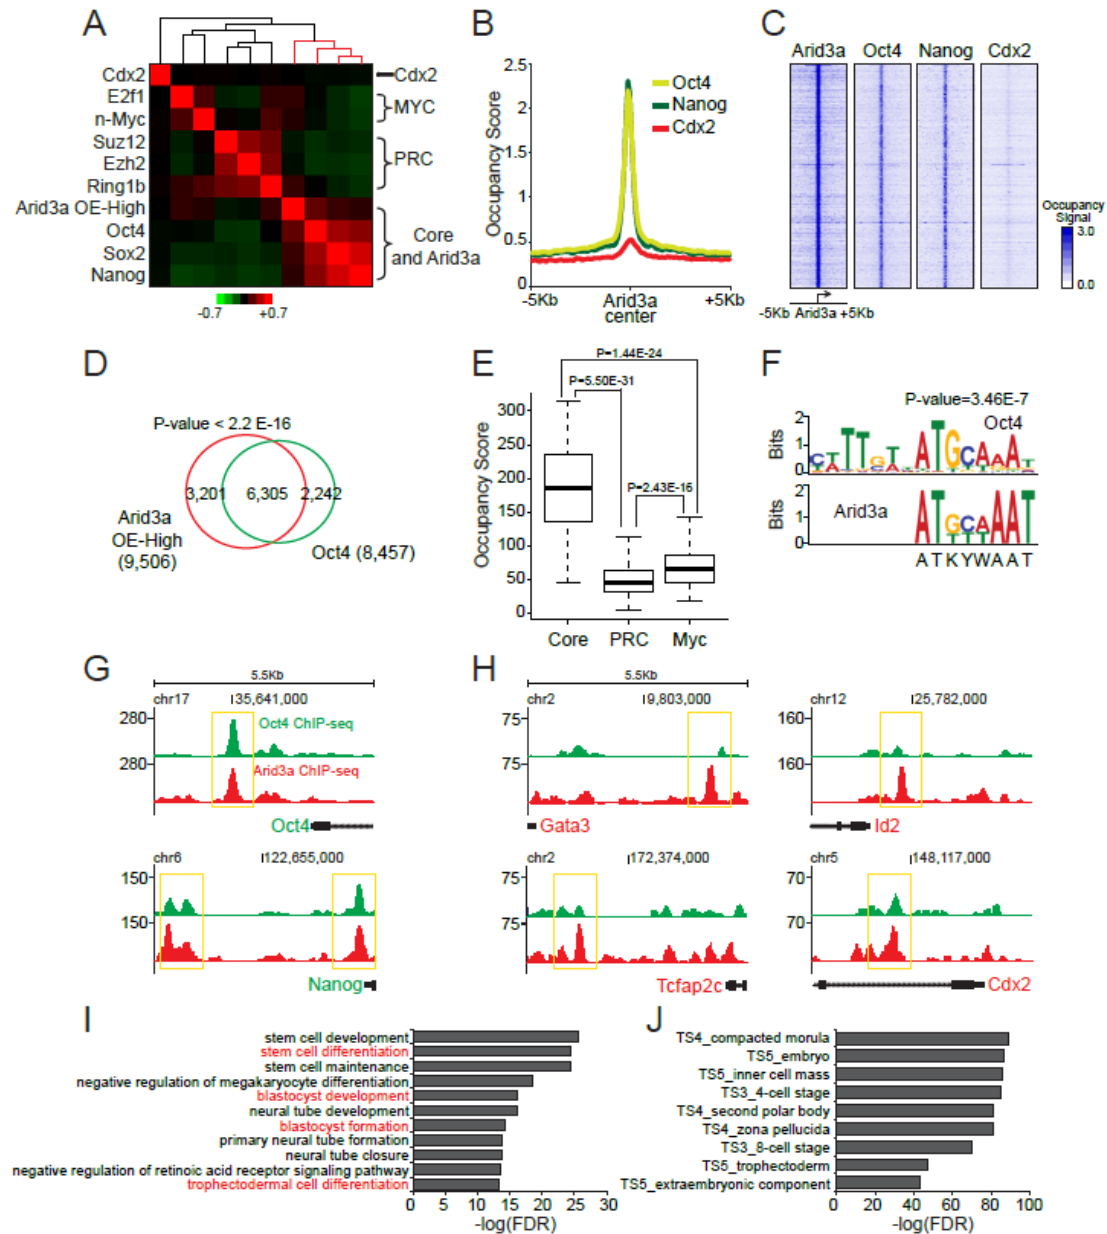 A
Cdx2
E2f1
n-Myc
Suz12
Ezh2
Ring1b
Arid3a OE-High
Oct4
Sox2
Nanog
Cdx2
MYC
PRC
Core
and Arid3a
-0.7 +0.7
B
Occupancy Score
2.5
2
1.5
1
0.5
0
Oct4
Nanog
Cdx2
-5Kb Arid3a +5Kb
center
C
Arid3a Oct4 Nanog Cdx2
Occupancy
Signal
3.0
0.0
-5Kb Arid3a +5Kb
D
P-value < 2.2 E-16
3,201 6,305 2,242
Arid3a
OE-High
(9,506)
Oct4 (8,457)
E
P=1.44E-24
P=5.50E-31
P=2.43E-16
Occupancy Score
300
250
200
150
100
50
0
Core PRC Myc
F
P-value=3.46E-7
Oct4
Bits
2
1
0
Arid3a
Bits
2
1
0
ATKYWAAT
G
5.5Kb
chr17 35,641,000
280
Oct4 ChIP-seq
280
Arid3a ChIP-seq
Oct4
chr6 122,655,000
150
150
Nanog
H
5.5Kb
chr2 9,803,000
75
75
Gata3
chr12 25,782,000
160
160
Id2
chr2 172,374,000
75
75
Tcfap2c
chr5 148,117,000
70
70
Cdx2
I
stem cell development
stem cell differentiation
stem cell maintenance
negative regulation of megakaryocyte differentiation
blastocyst development
neural tube development
blastocyst formation
primary neural tube formation
neural tube closure
negative regulation of retinoic acid receptor signaling pathway
trophectodermal cell differentiation
0 5 10 15 20 25 30
-log(FDR)
J
TS4_compacted morula
TS5_embryo
TS5_inner cell mass
TS3_4-cell stage
TS4_second polar body
TS4_zona pellucida
TS3_8-cell stage
TS5_trophectoderm
TS5_extraembryonic component
0 20 40 60 80 100
-log(FDR)